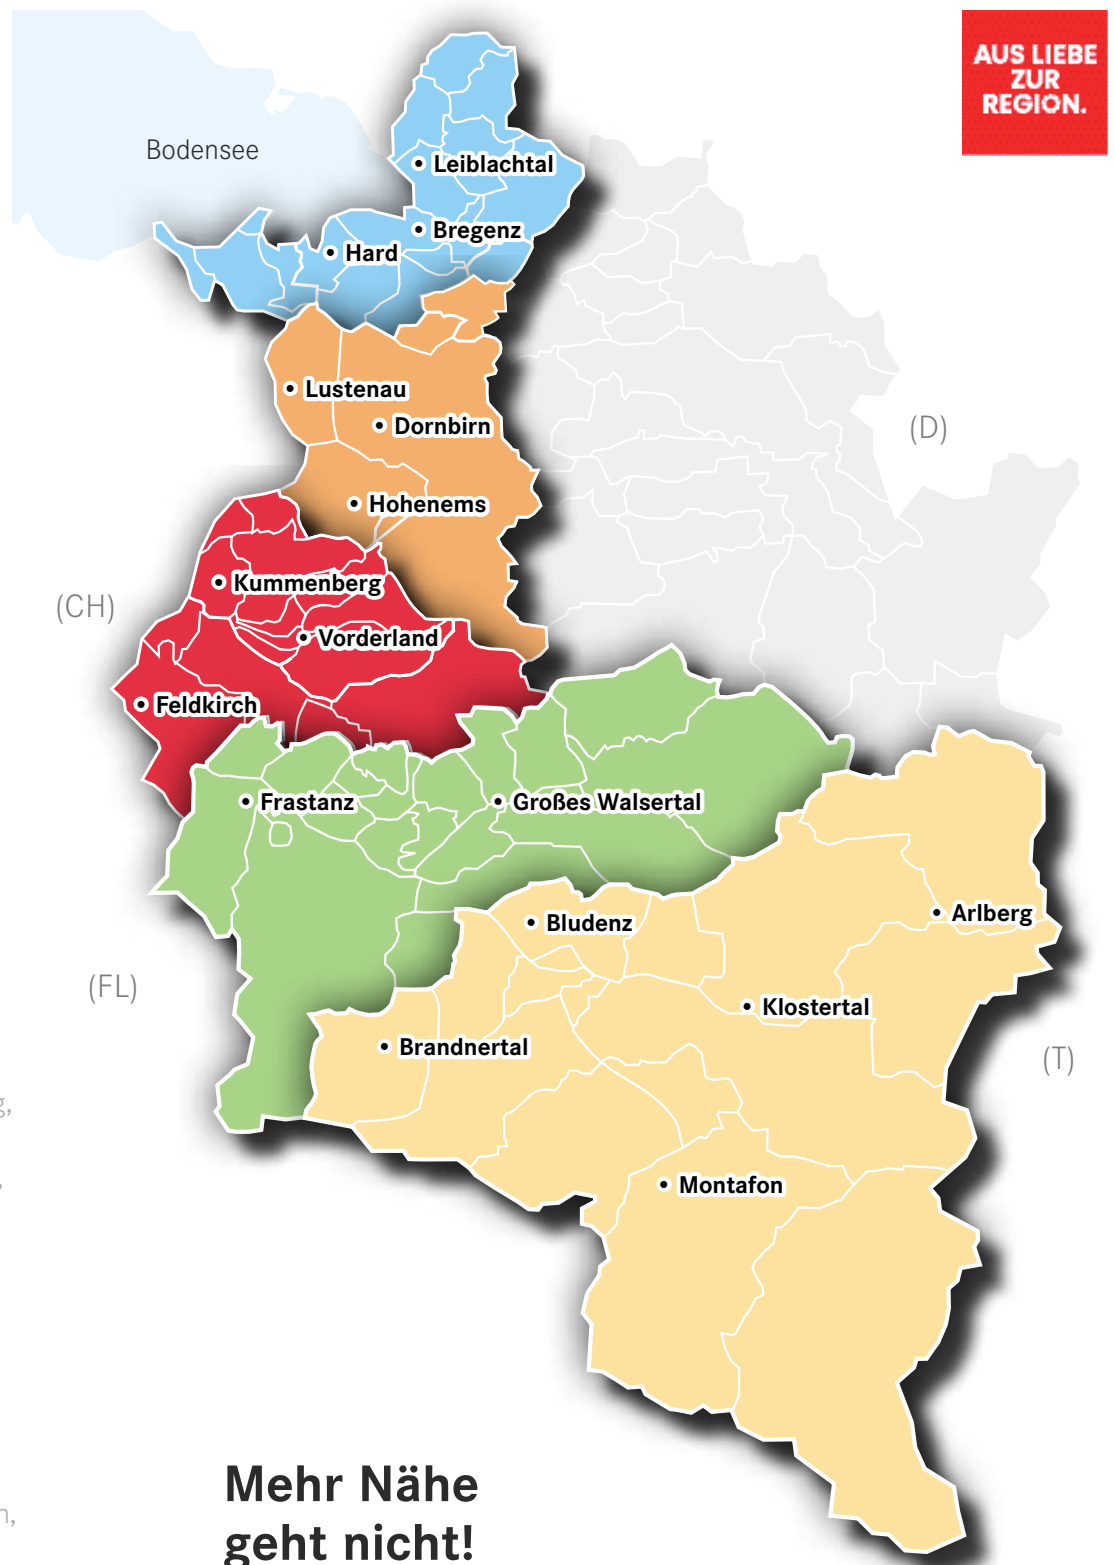 AUS LIEBE
ZUR
REGION.
Bodensee
Leiblachtal
Bregenz
Hard
Lustenau
Dornbirn
(D)
Hohenems
Kummenberg
(CH)
Vorderland
Feldkirch
Frastanz
Großes Walsertal
Arlberg
Bludenz
(FL)
Klostertal
Brandnertal
(T)
g,
,
Montafon
Mehr Nähe
n,
geht nicht!